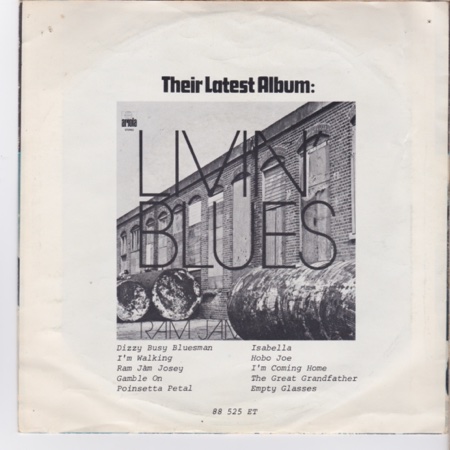 Their Latest Album:
ariola
LIVIN'
BLUES
RAM JAM
Dizzy Busy Bluesman
I'm Walking
Ram Jàm Josey
Gamble On
Poinsetta Petal
Isabella
Hobo Joe
I'm Coming Home
The Great Grandfather
Empty Glasses
88 525 ET